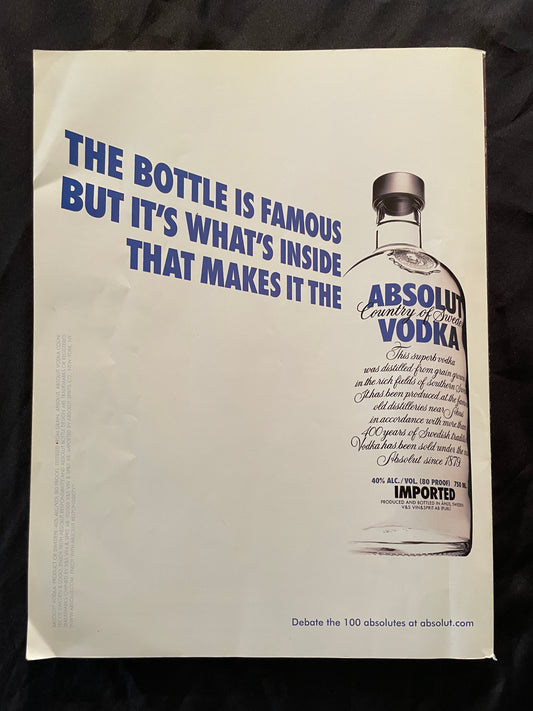 THE BOTTLE IS FAMOUS
BUT IT'S WHAT'S INSIDE
THAT MAKES IT THE
ABSOLUT
Country of Swede
VODKA
This superb vodka
was distilled from grain grown
in the rich fields of southern
It has been produced at the famous
old distilleries near Åhus
in accordance with more than
400 years of Swedish tradition
Vodka has been sold under the
Absolut since 1879.
40% ALC./VOL. (80 PROOF) 750 ML
IMPORTED
PRODUCED AND BOTTLED IN ÅHUS, SWEDEN
V&S VIN&SPRIT AB (PUBL)
Debate the 100 absolutes at absolut.com